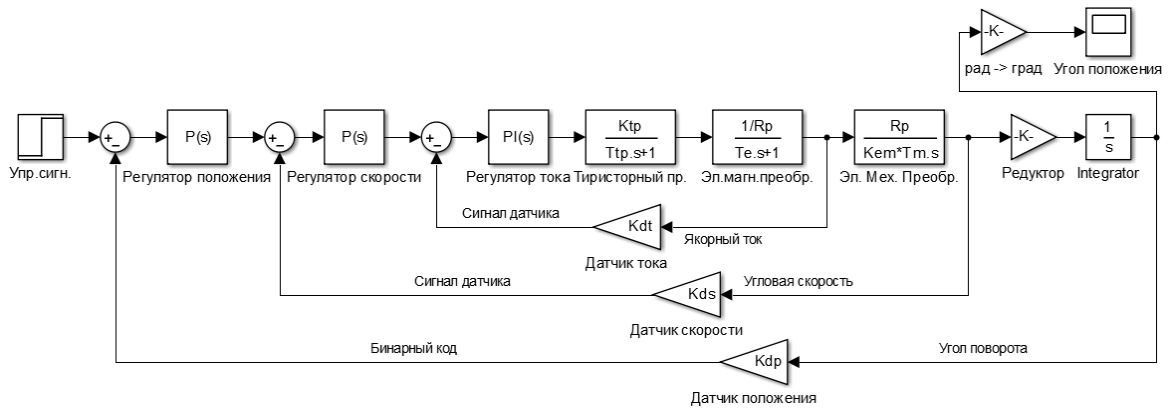 -K-
рад -> град
Угол положения
Упр.сигн.
+
−
P(s)
Регулятор положения
+
−
P(s)
Регулятор скорости
+
−
PI(s)
Регулятор тока
Ktp
Ttp.s+1
Тиристорный пр.
1/Rp
Te.s+1
Эл.магн.преобр.
Rp
Kem*Tm.s
Эл. Мех. Преобр.
-K-
Редуктор
1
s
Integrator
Сигнал датчика
Kdt
Якорный ток
Датчик тока
Сигнал датчика
Kds
Угловая скорость
Датчик скорости
Бинарный код
Kdp
Угол поворота
Датчик положения